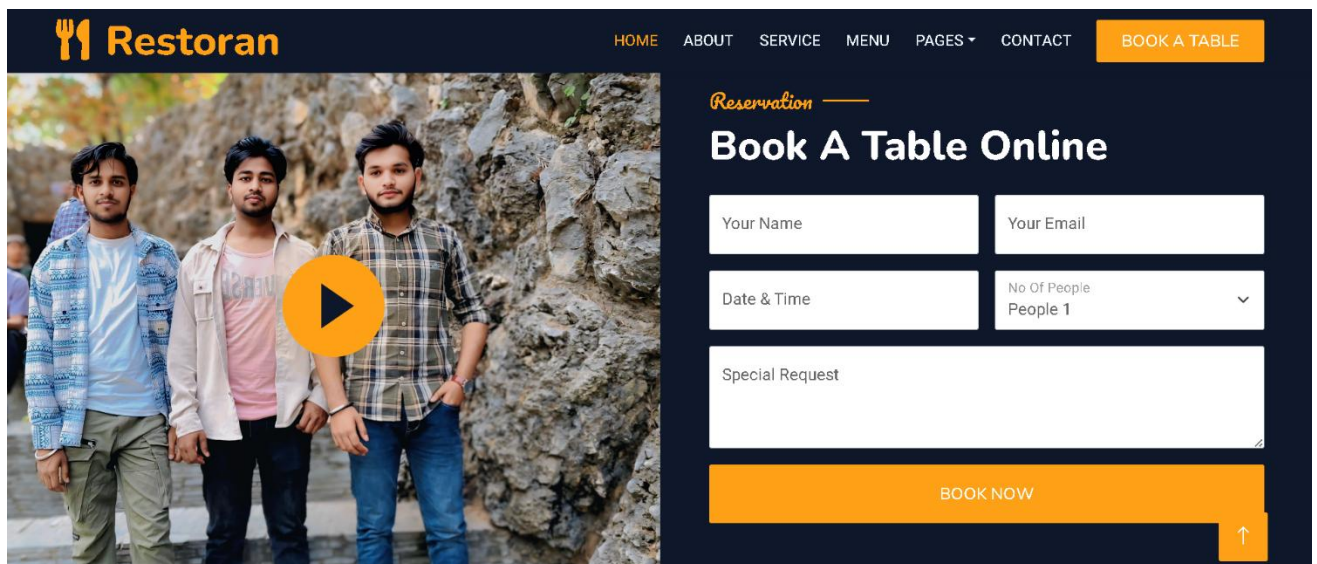 Restoran
HOME ABOUT SERVICE MENU PAGES CONTACT BOOK A TABLE
Reservation
Book A Table Online
Your Name Your Email
Date & Time No Of People
People 1
Special Request
BOOK NOW